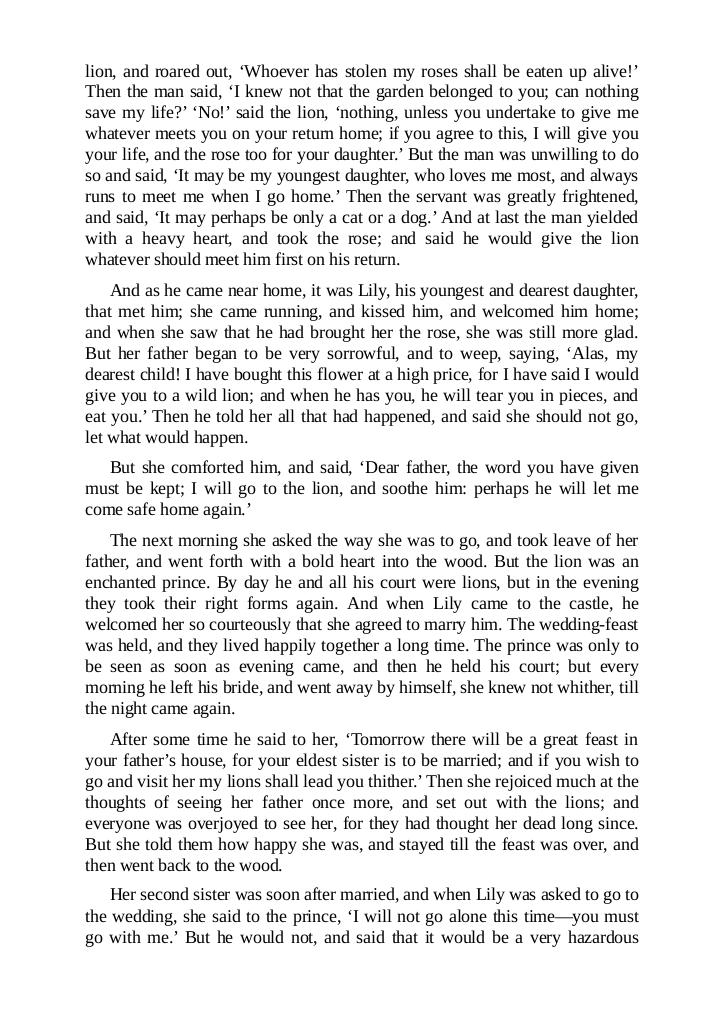 lion, and roared out, ‘Whoever has stolen my roses shall be eaten up alive!’
Then the man said, ‘I knew not that the garden belonged to you; can nothing
save my life?’ ‘No!’ said the lion, ‘nothing, unless you undertake to give me
whatever meets you on your return home; if you agree to this, I will give you
your life, and the rose too for your daughter.’ But the man was unwilling to do
so and said, ‘It may be my youngest daughter, who loves me most, and always
runs to meet me when I go home.’ Then the servant was greatly frightened,
and said, ‘It may perhaps be only a cat or a dog.’ And at last the man yielded
with a heavy heart, and took the rose; and said he would give the lion
whatever should meet him first on his return.
And as he came near home, it was Lily, his youngest and dearest daughter,
that met him; she came running, and kissed him, and welcomed him home;
and when she saw that he had brought her the rose, she was still more glad.
But her father began to be very sorrowful, and to weep, saying, ‘Alas, my
dearest child! I have bought this flower at a high price, for I have said I would
give you to a wild lion; and when he has you, he will tear you in pieces, and
eat you.’ Then he told her all that had happened, and said she should not go,
let what would happen.
But she comforted him, and said, ‘Dear father, the word you have given
must be kept; I will go to the lion, and soothe him: perhaps he will let me
come safe home again.’
The next morning she asked the way she was to go, and took leave of her
father, and went forth with a bold heart into the wood. But the lion was an
enchanted prince. By day he and all his court were lions, but in the evening
they took their right forms again. And when Lily came to the castle, he
welcomed her so courteously that she agreed to marry him. The wedding-feast
was held, and they lived happily together a long time. The prince was only to
be seen as soon as evening came, and then he held his court; but every
morning he left his bride, and went away by himself, she knew not whither, till
the night came again.
After some time he said to her, ‘Tomorrow there will be a great feast in
your father’s house, for your eldest sister is to be married; and if you wish to
go and visit her my lions shall lead you thither.’ Then she rejoiced much at the
thoughts of seeing her father once more, and set out with the lions; and
everyone was overjoyed to see her, for they had thought her dead long since.
But she told them how happy she was, and stayed till the feast was over, and
then went back to the wood.
Her second sister was soon after married, and when Lily was asked to go to
the wedding, she said to the prince, ‘I will not go alone this time—you must
go with me.’ But he would not, and said that it would be a very hazardous